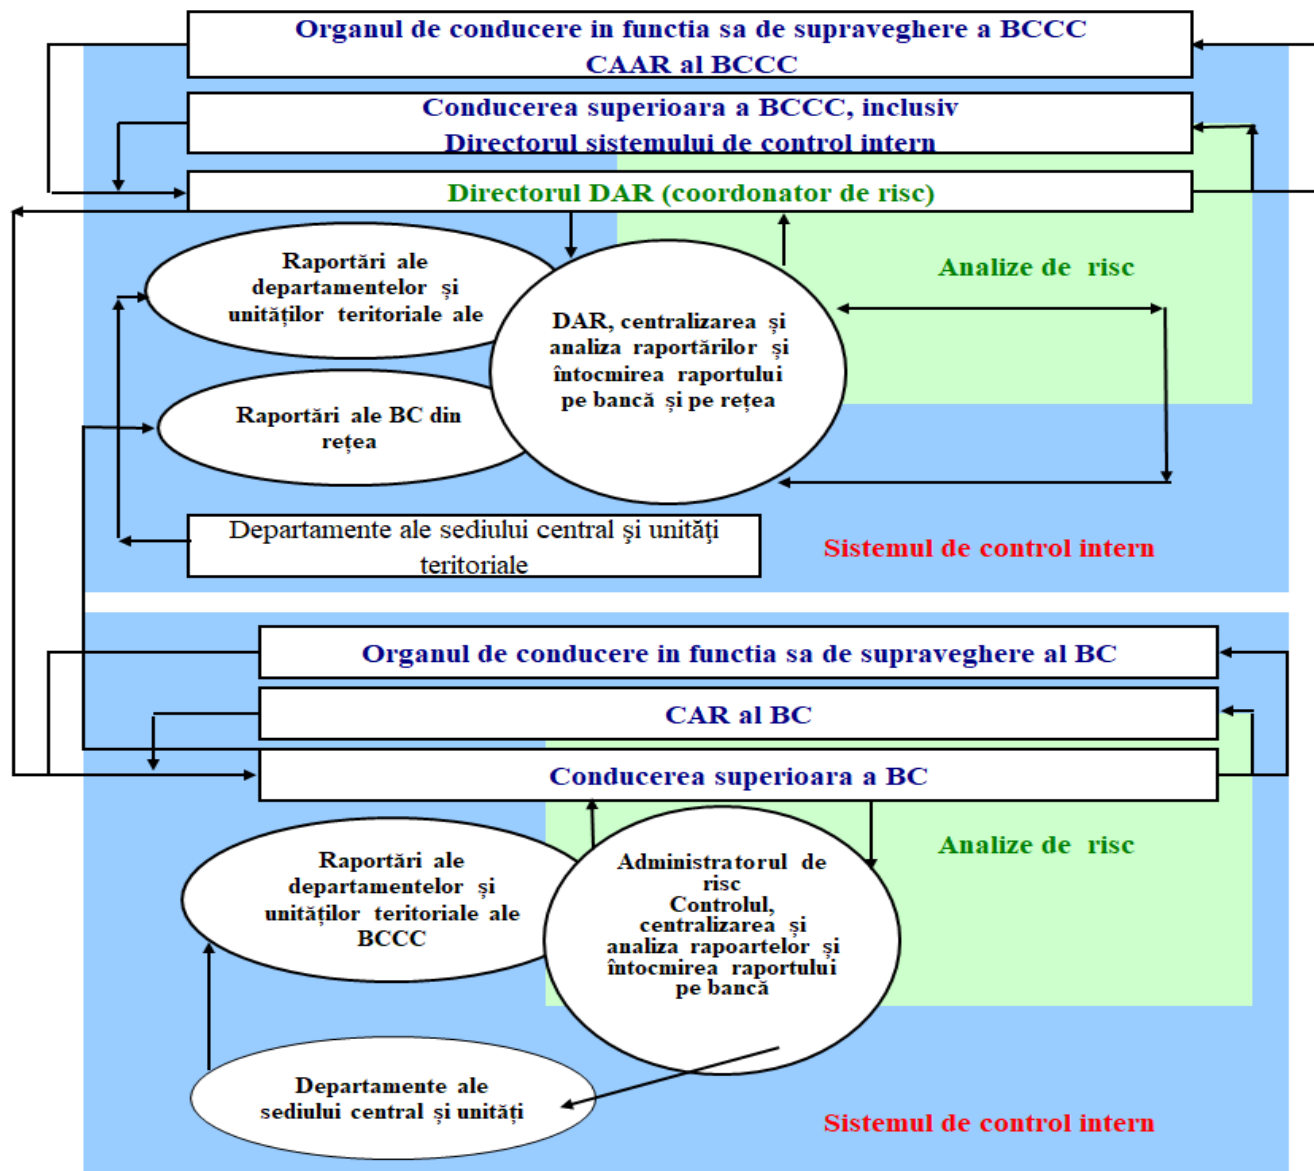 Organul de conducere in functia sa de supraveghere a BCCC
CAAR al BCCC
Conducerea superioara a BCCC, inclusiv
Directorul sistemului de control intern
Directorul DAR (coordonator de risc)
Raportări ale
departamentelor și
unităților teritoriale ale
DAR, centralizarea și
analiza raportărilor și
întocmirea raportului
pe bancă și pe rețea
Analize de risc
Raportări ale BC din
rețea
Departamente ale sediului central şi unităţi
teritoriale
Sistemul de control intern
Organul de conducere in functia sa de supraveghere al BC
CAR al BC
Conducerea superioara a BC
Raportări ale
departamentelor și
unităților teritoriale ale
BCCC
Administratorul de
risc
Controlul,
centralizarea și
analiza rapoartelor și
întocmirea raportului
pe bancă
Analize de risc
Departamente ale
sediului central și unități
Sistemul de control intern